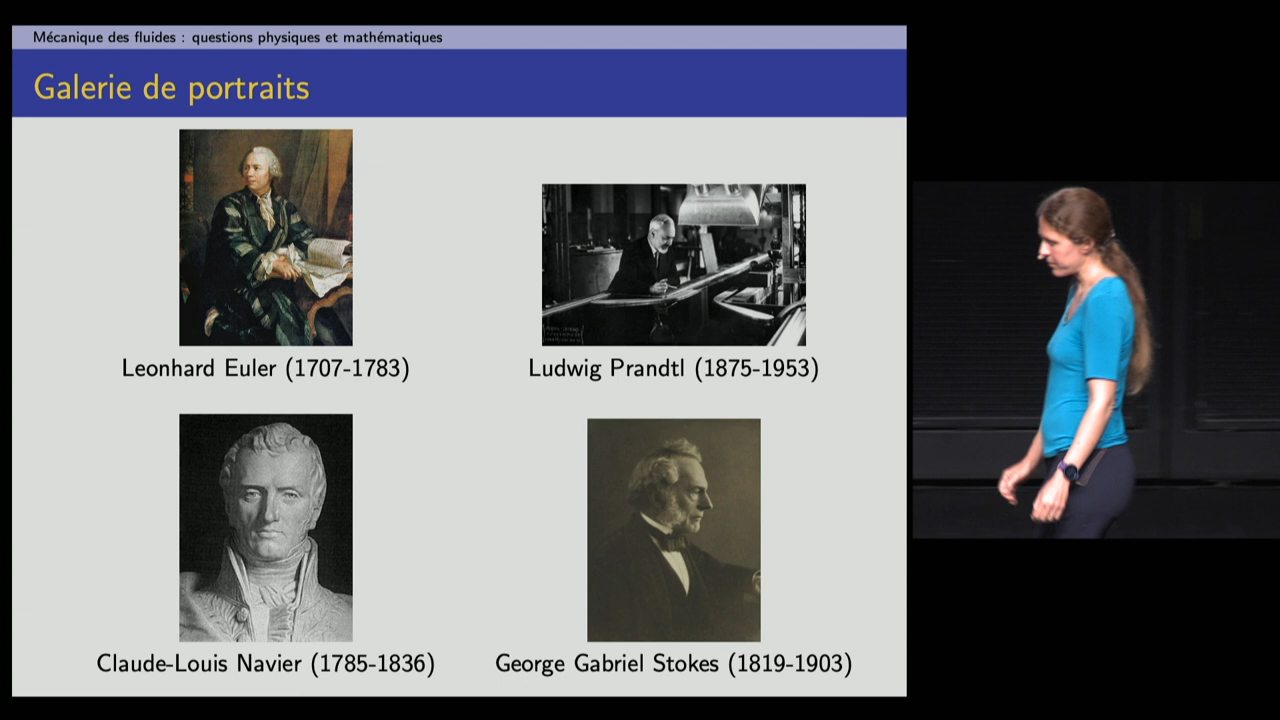 Mécanique des fluides : questions physiques et mathématiques
Galerie de portraits
Leonhard Euler (1707-1783)
Ludwig Prandtl (1875-1953)
Claude-Louis Navier (1785-1836)
George Gabriel Stokes (1819-1903)